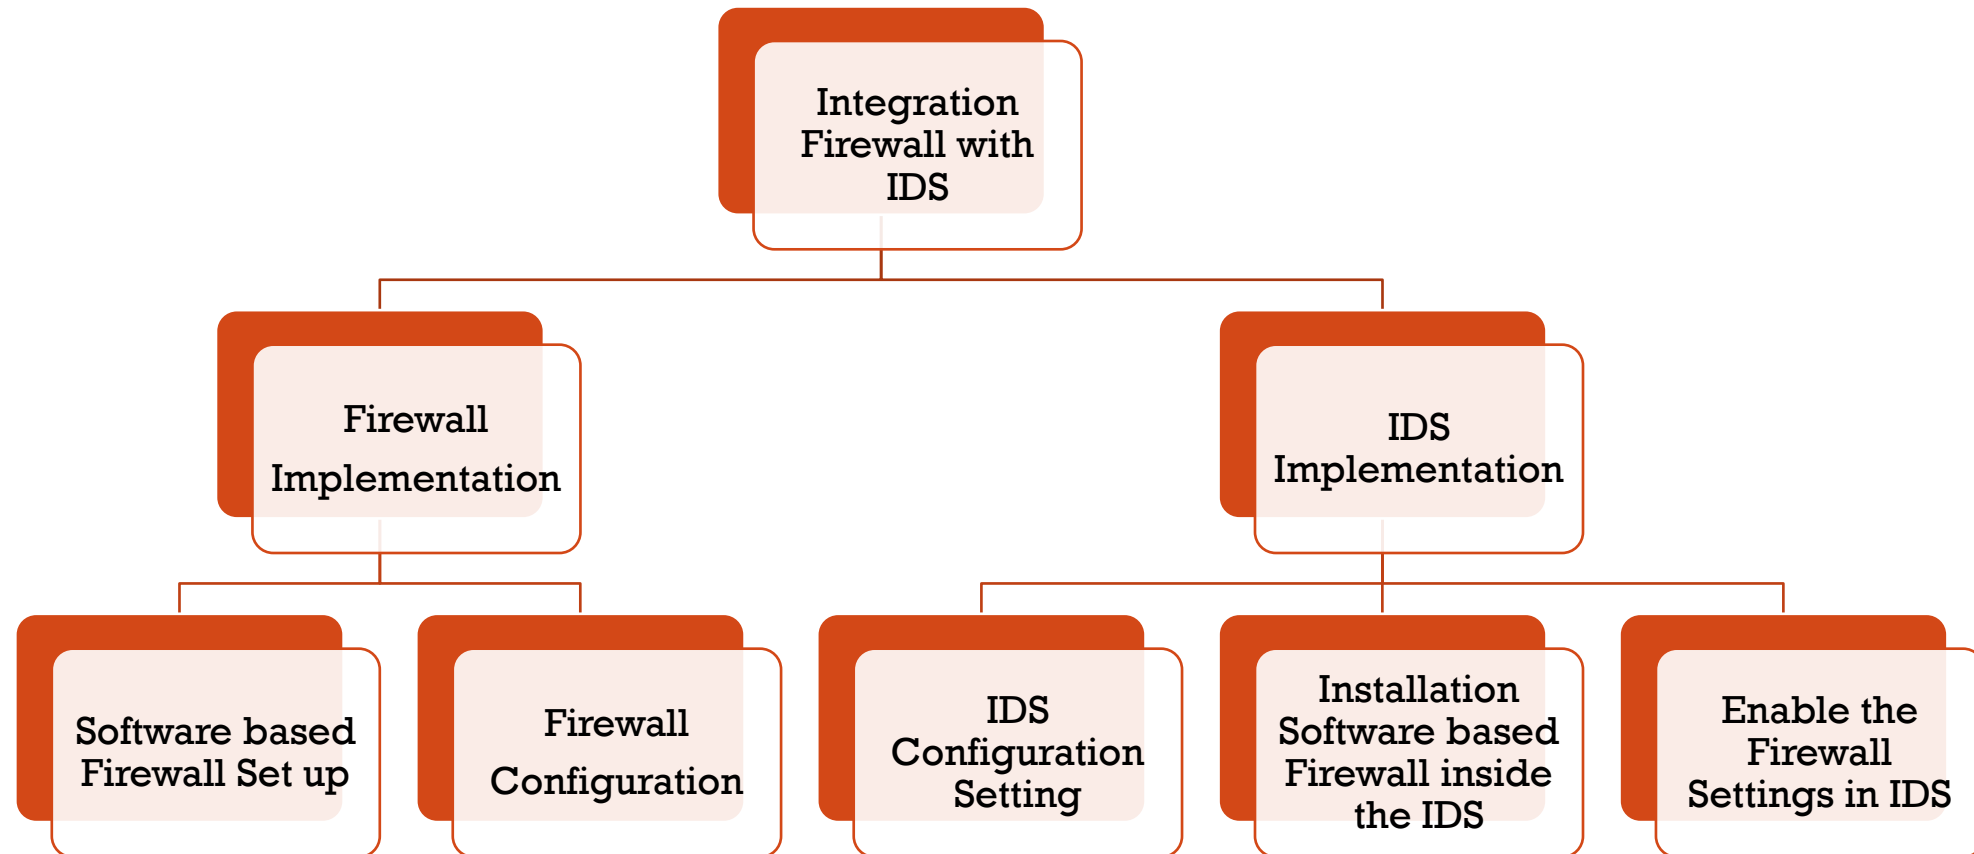 Integration
Firewall with
IDS
Firewall
Implementation
IDS
Implementation
Software based
Firewall Set up
Firewall
Configuration
IDS
Configuration
Setting
Installation
Software based
Firewall inside
the IDS
Enable the
Firewall
Settings in IDS